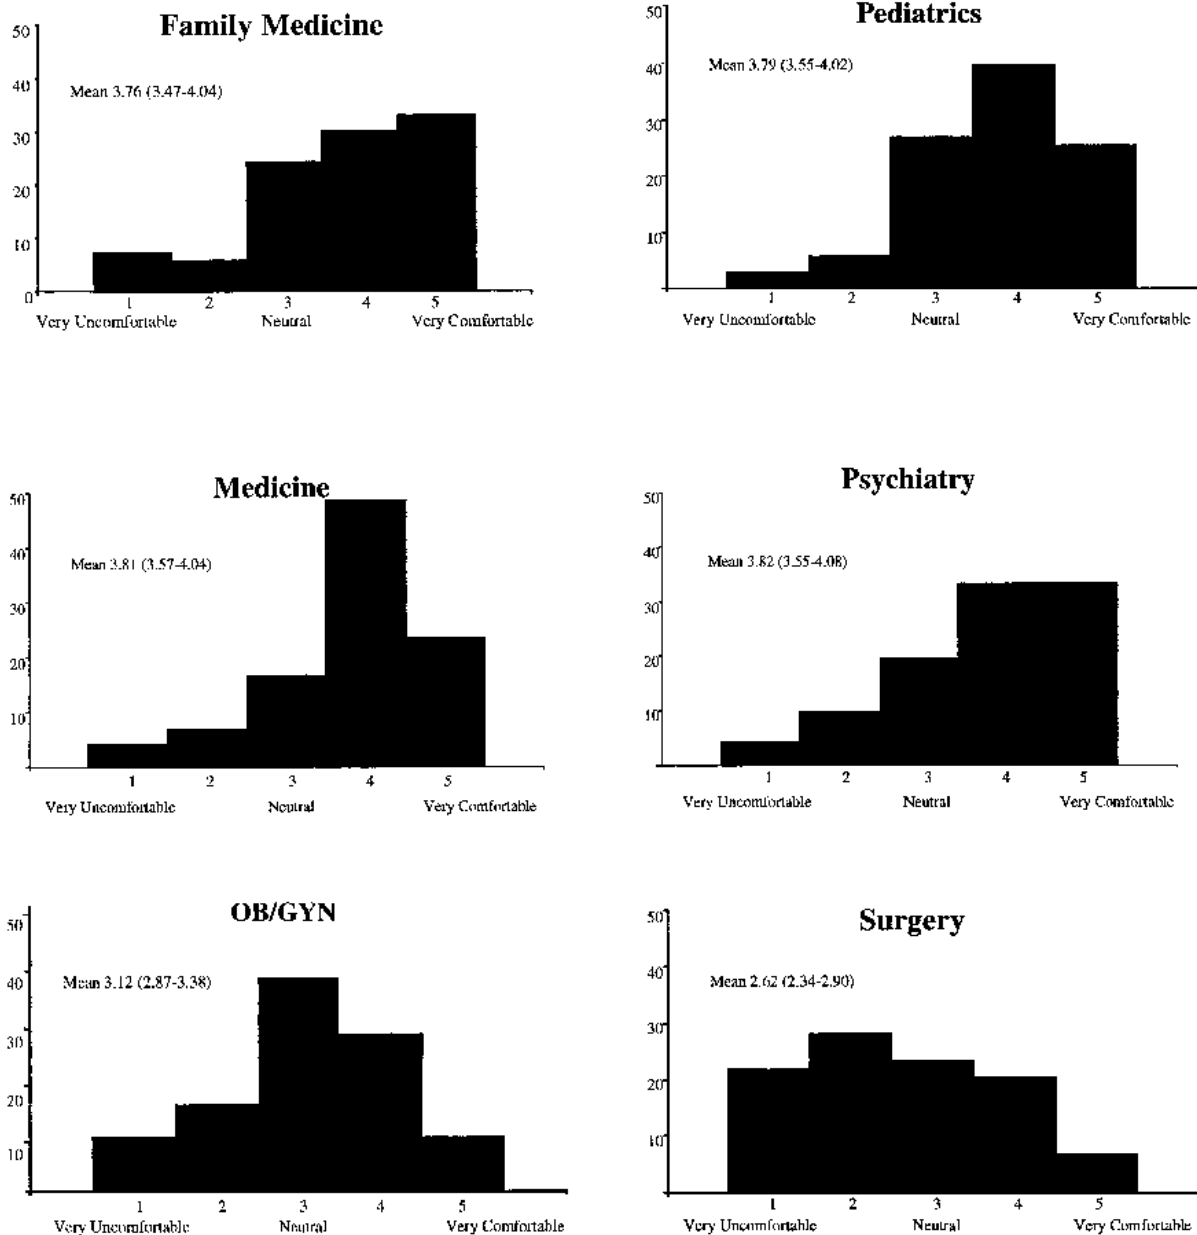 Family Medicine
50
40
30
20
10
0
Mean 3.76 (3.47-4.04)
1 2 3 4 5
Very Uncomfortable Neutral Very Comfortable
Pediatrics
50
40
30
20
10
Mean 3.79 (3.55-4.02)
1 2 3 4 5
Very Uncomfortable Neutral Very Comfortable
Medicine
50
40
30
20
10
Mean 3.81 (3.57-4.04)
1 2 3 4 5
Very Uncomfortable Neutral Very Comfortable
Psychiatry
50
40
30
20
10
Mean 3.82 (3.55-4.08)
1 2 3 4 5
Very Uncomfortable Neutral Very Comfortable
OB/GYN
50
40
30
20
10
Mean 3.12 (2.87-3.38)
1 2 3 4 5
Very Uncomfortable Neutral Very Comfortable
Surgery
50
40
30
20
10
Mean 2.62 (2.34-2.90)
1 2 3 4 5
Very Uncomfortable Neutral Very Comfortable